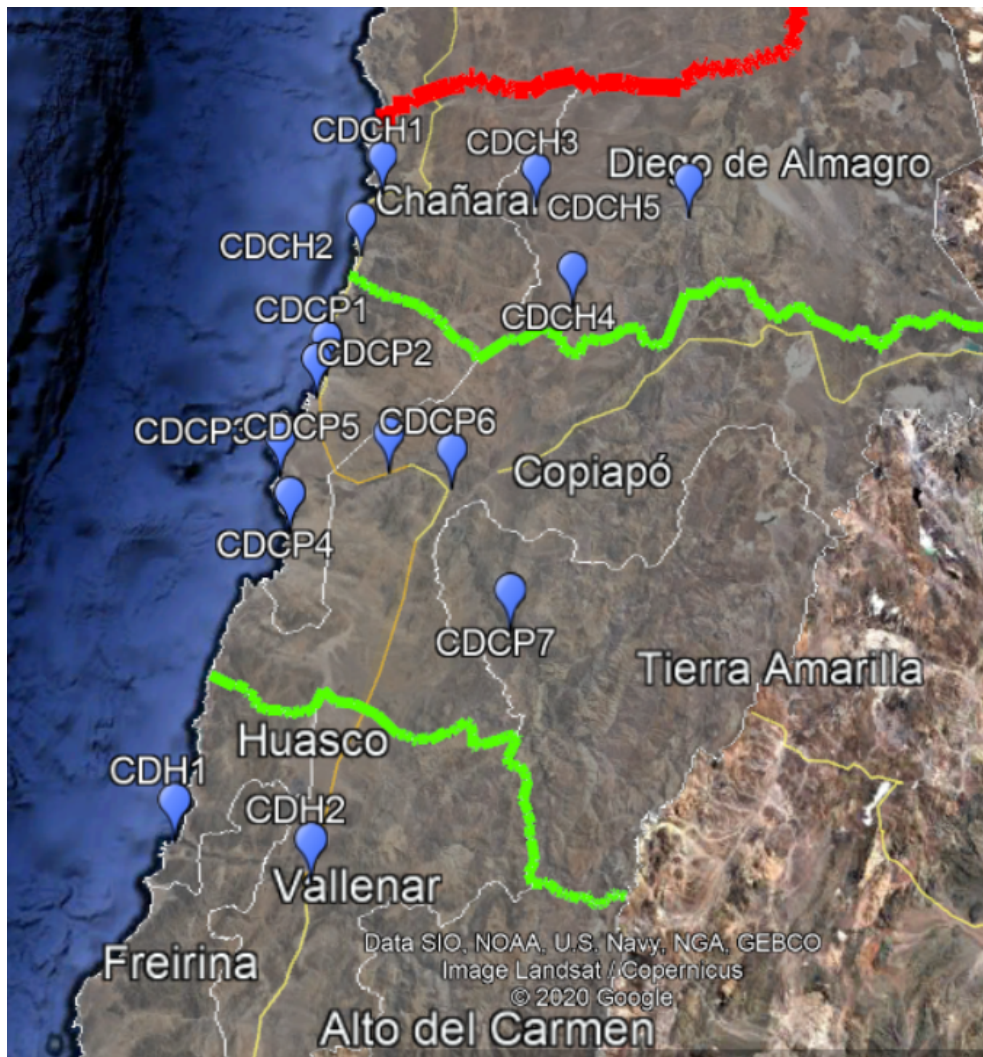 CDCH1
CDCH3
Diego de Almagro
Chañaral
CDCH5
CDCH2
CDCP1
CDCH4
CDCP2
CDCP3
CDCP5
CDCP6
Copiapó
CDCP4
CDCP7
Tierra Amarilla
Huasco
CDH1
CDH2
Vallenar
Data SIO, NOAA, U.S. Navy, NGA, GEBCO
Freirina
Image Landsat / Copernicus
© 2020 Google
Alto del Carmen